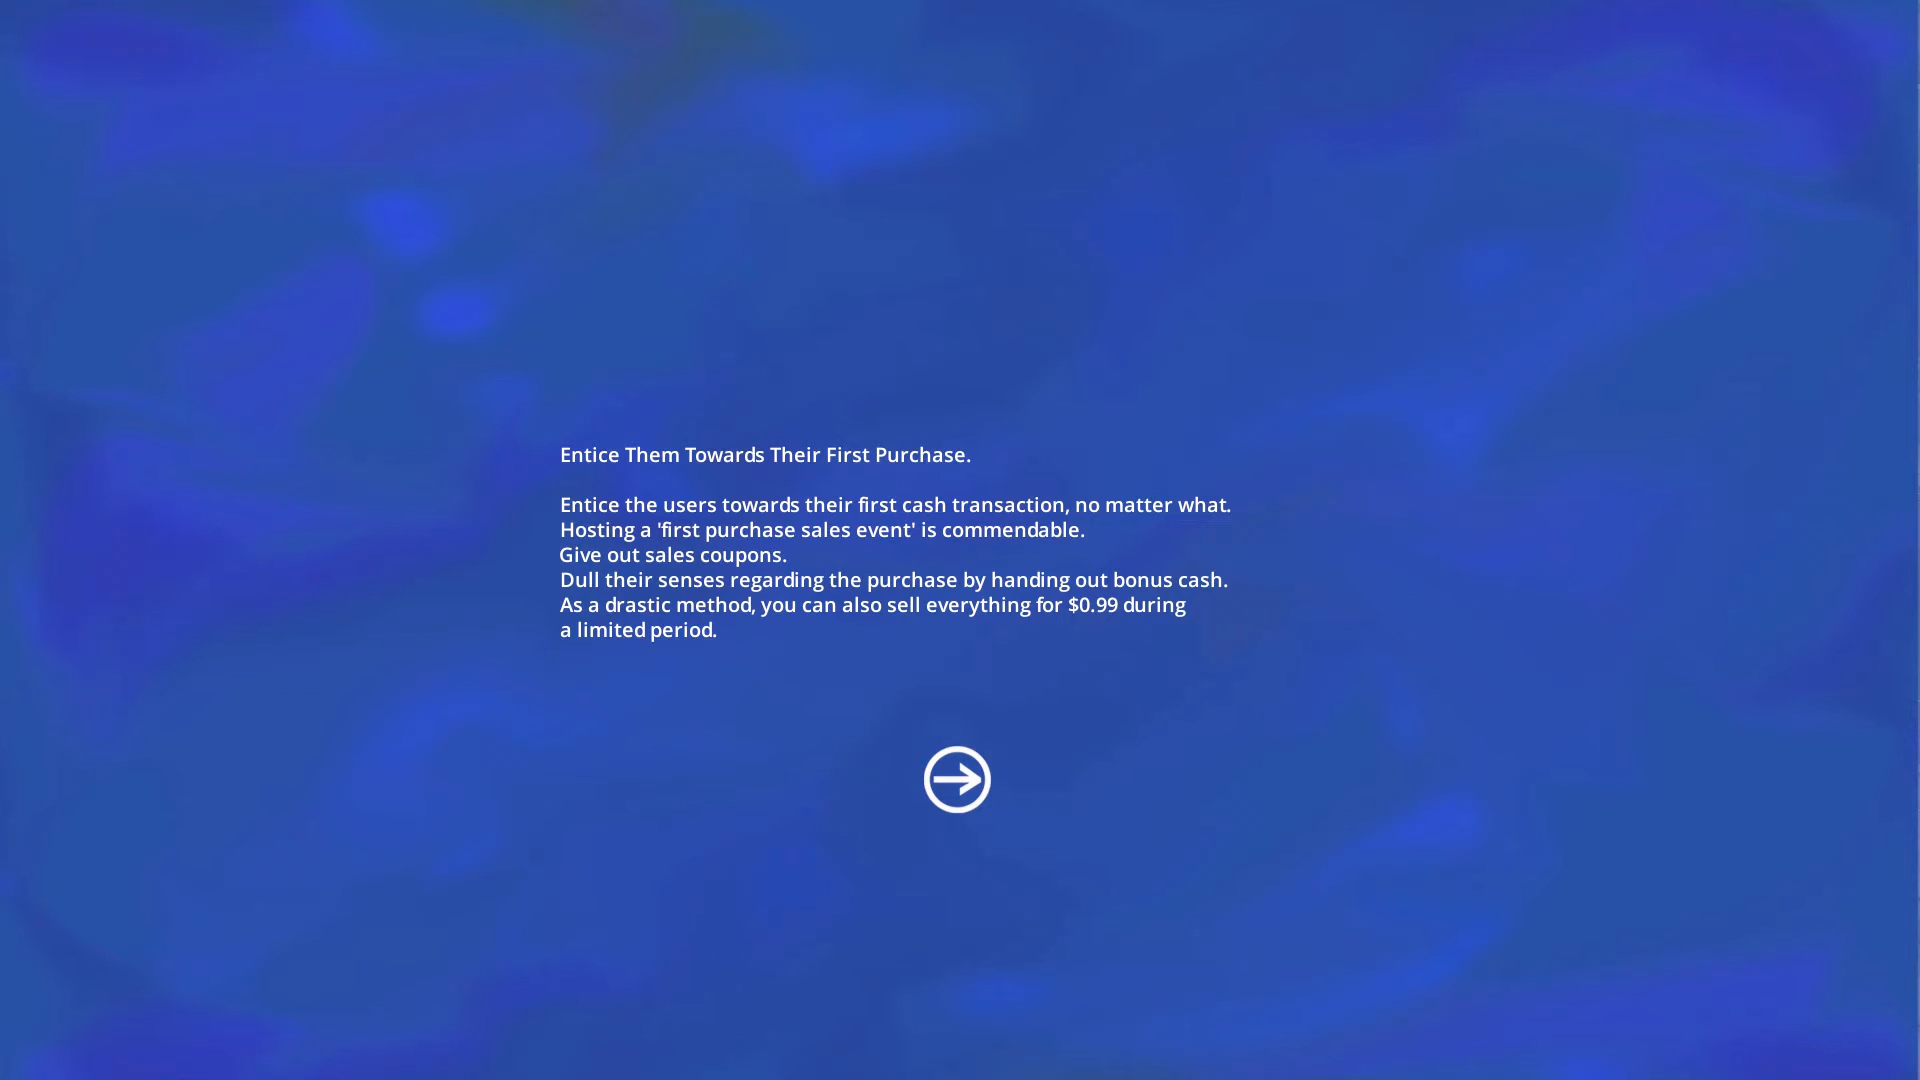 Entice Them Towards Their First Purchase.
Entice the users towards their first cash transaction, no matter what.
Hosting a 'first purchase sales event' is commendable.
Give out sales coupons.
Dull their senses regarding the purchase by handing out bonus cash.
As a drastic method, you can also sell everything for $0.99 during
a limited period.